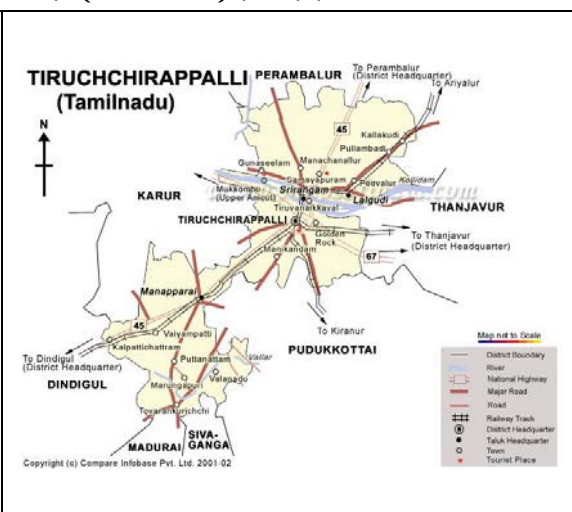 TIRUCHCHIRAPPALLI
(Tamilnadu)
PERAMBALUR
To Perambalur
(District Headquarter)
To Ariyalur
N
45
Kallakudi
Pullambadi
Gunaseelam
Manachanallur
Samayapuram
Poovalur
Kollidam
Mukkombu
(Upper Anicut)
Srirangam
Lalgudi
KARUR
Tiruvanaikkaval
THANJAVUR
TIRUCHCHIRAPPALLI
Golden
Rock
To Thanjavur
(District Headquarter)
67
Manikandam
Manapparai
To Kiranur
45
Vaiyampatti
Kalpattichattram
PUDUKKOTTAI
To Dindigul
(District Headquarter)
Puttanattam
Vallar
DINDIGUL
Marungapuri
Valanadu
Tovarankurichchi
SIVA-
GANGA
MADURAI
Copyright (c) Compare Infobase Pvt. Ltd. 2001-02
Map not to Scale
District Boundary
River
National Highway
Major Road
Road
Railway Track
District Headquarter
Taluk Headquarter
Town
Tourist Place